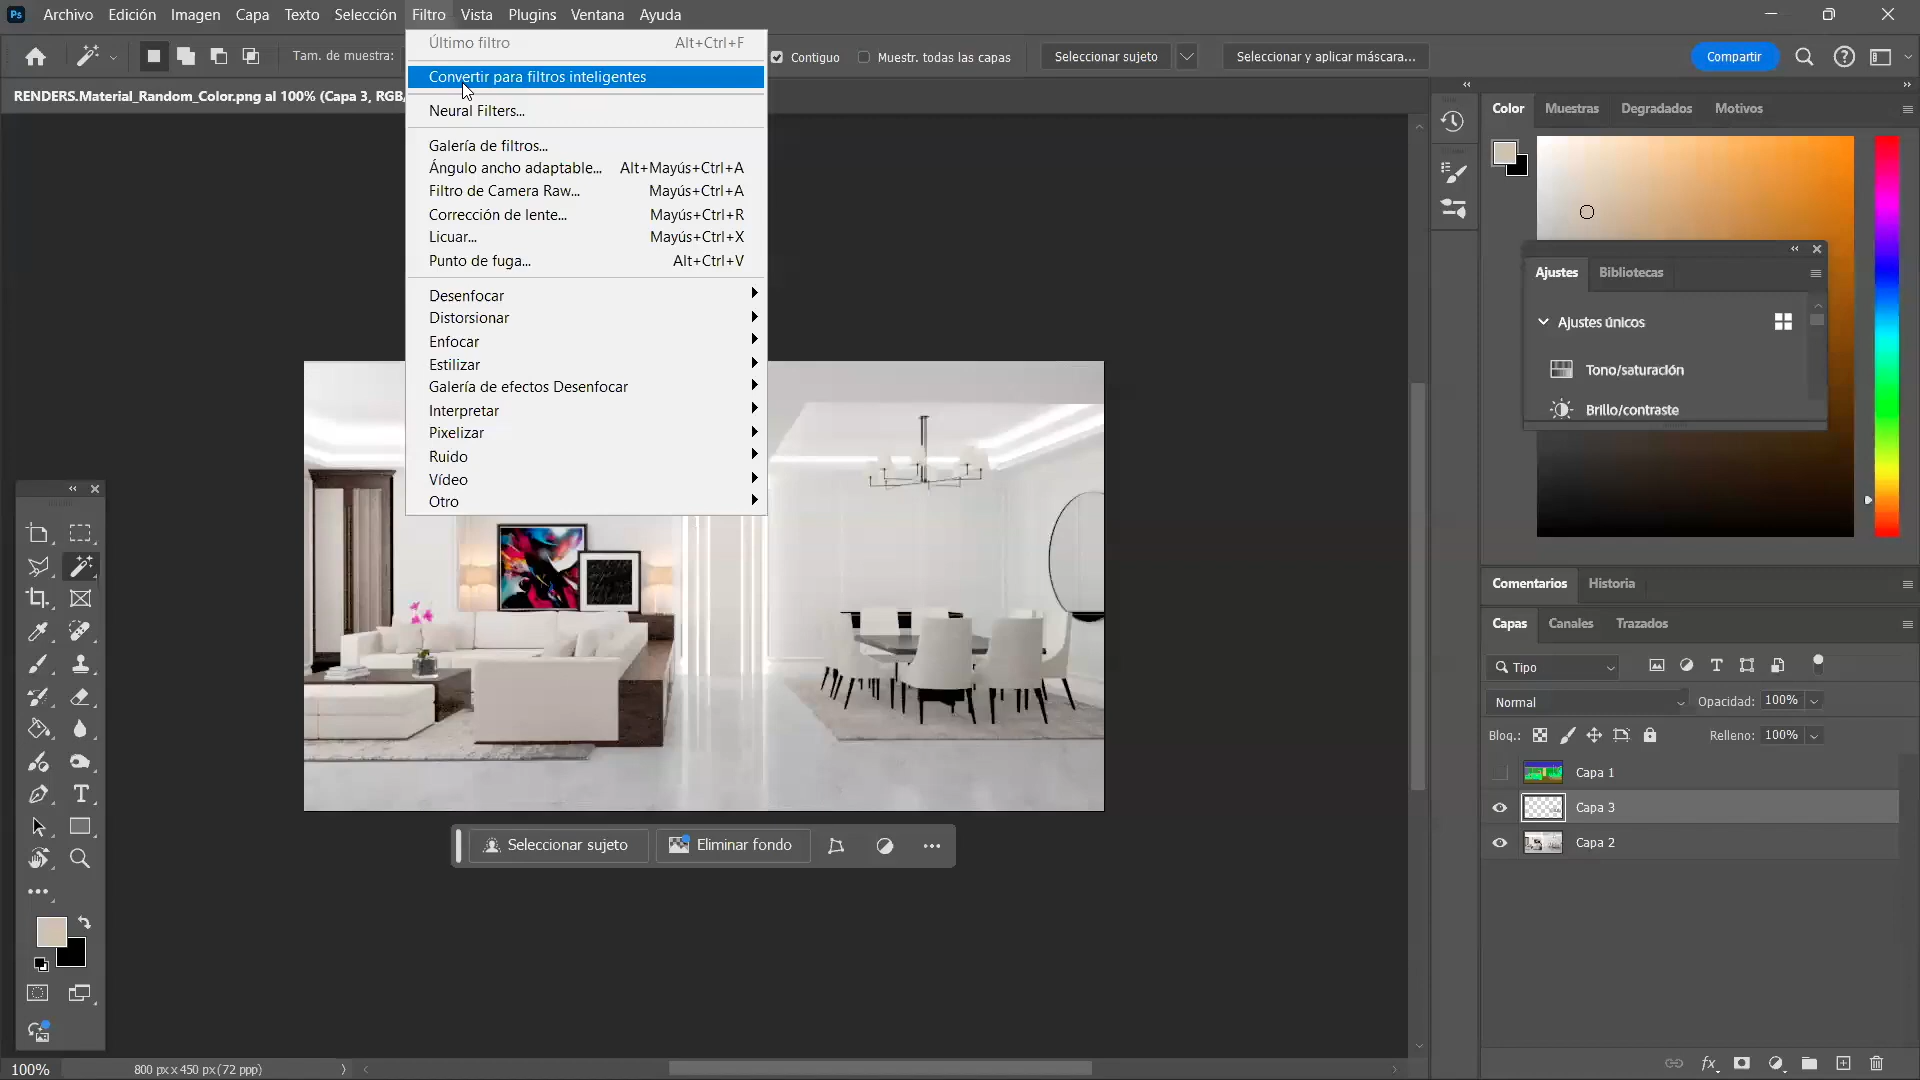 Ps Archivo Edición Imagen Capa Texto Selección Filtro Vista Plugins Ventana Ayuda
Tam. de muestra: Contiguo Muestr. todas las capas Seleccionar sujeto Seleccionar y aplicar máscara... Compartir
RENDERS.Material_Random_Color.png al 100% (Capa 3, RGB/
Último filtro Alt+Ctrl+F
Convertir para filtros inteligentes
Neural Filters...
Galería de filtros...
Ángulo ancho adaptable... Alt+Mayús+Ctrl+A
Filtro de Camera Raw... Mayús+Ctrl+A
Corrección de lente... Mayús+Ctrl+R
Licuar... Mayús+Ctrl+X
Punto de fuga... Alt+Ctrl+V
Desenfocar
Distorsionar
Enfocar
Estilizar
Galería de efectos Desenfocar
Interpretar
Pixelizar
Ruido
Vídeo
Otro
Color Muestras Degradados Motivos
Ajustes Bibliotecas
Ajustes únicos
Tono/saturación
Brillo/contraste
Comentarios Historia
Capas Canales Trazados
Tipo
Normal Opacidad: 100%
Bloq.: Relleno: 100%
Capa 1
Capa 3
Capa 2
Seleccionar sujeto Eliminar fondo
100% 800 px x 450 px (72 ppp)